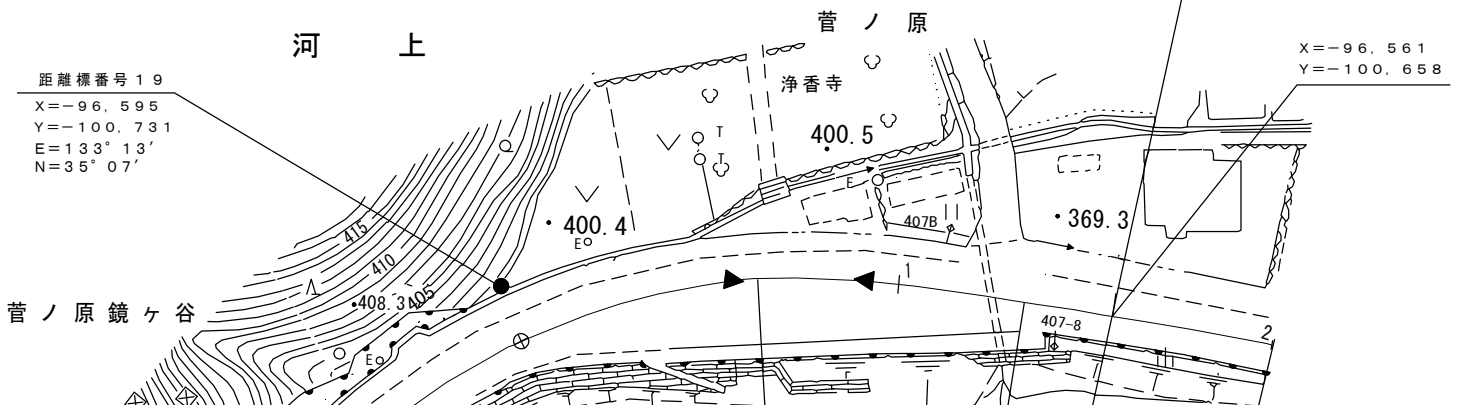 菅ノ原
河上
X=-96,561
Y=-100,658
距離標番号19
X=-96,595
Y=-100,731
E=133°13′
N=35°07′
浄香寺
T
400.5
T
E
400.4
407B
369.3
E
415
410
1
408.3
405
菅ノ原鏡ヶ谷
407-8
2
E